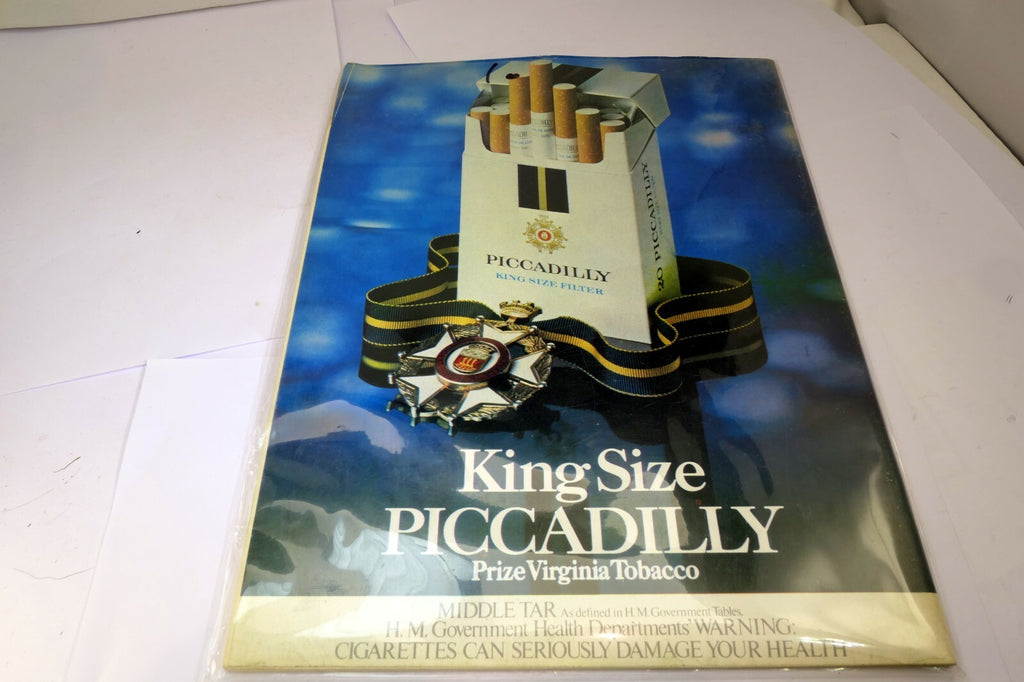 PICCADILLY
KING SIZE FILTER
20 PICCADILLY
King Size
PICCADILLY
Prize Virginia Tobacco
MIDDLE TAR As defined in H.M. Government Tables.
H.M. Government Health Departments' WARNING:
CIGARETTES CAN SERIOUSLY DAMAGE YOUR HEALTH